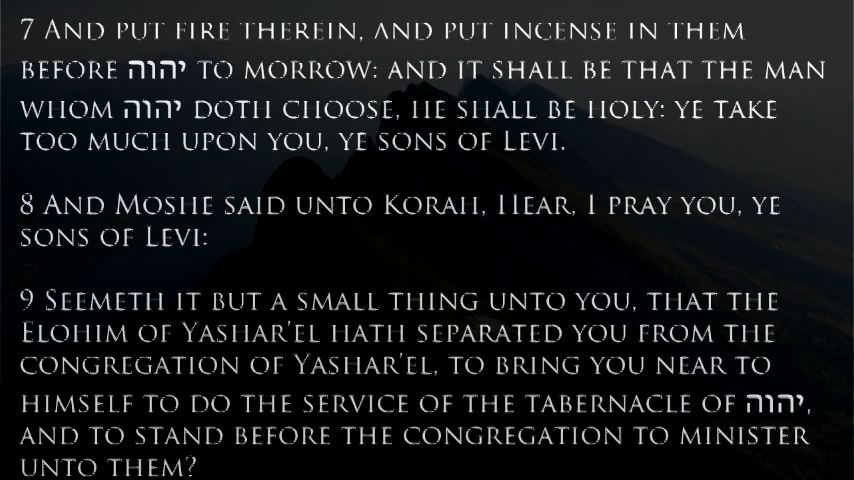 7 And put fire therein, and put incense in them
before יהוה to morrow: and it shall be that the man
whom יהוה doth choose, he shall be holy: ye take
too much upon you, ye sons of Levi.
8 And Moshe said unto Korah, Hear, I pray you, ye
sons of Levi:
9 Seemeth it but a small thing unto you, that the
Elohim of Yashar'el hath separated you from the
congregation of Yashar'el, to bring you near to
himself to do the service of the tabernacle of יהוה,
and to stand before the congregation to minister
unto them?